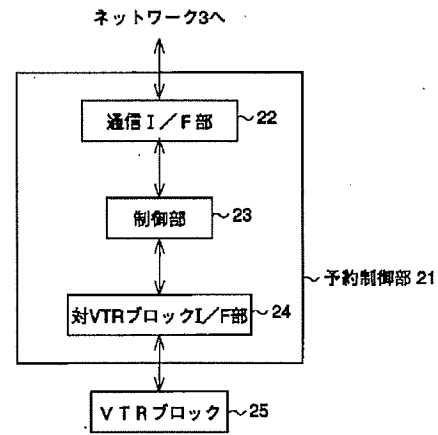 ネットワーク3へ
通信I/F部 22
制御部 23
予約制御部 21
対VTRブロックI/F部 24
VTRブロック 25